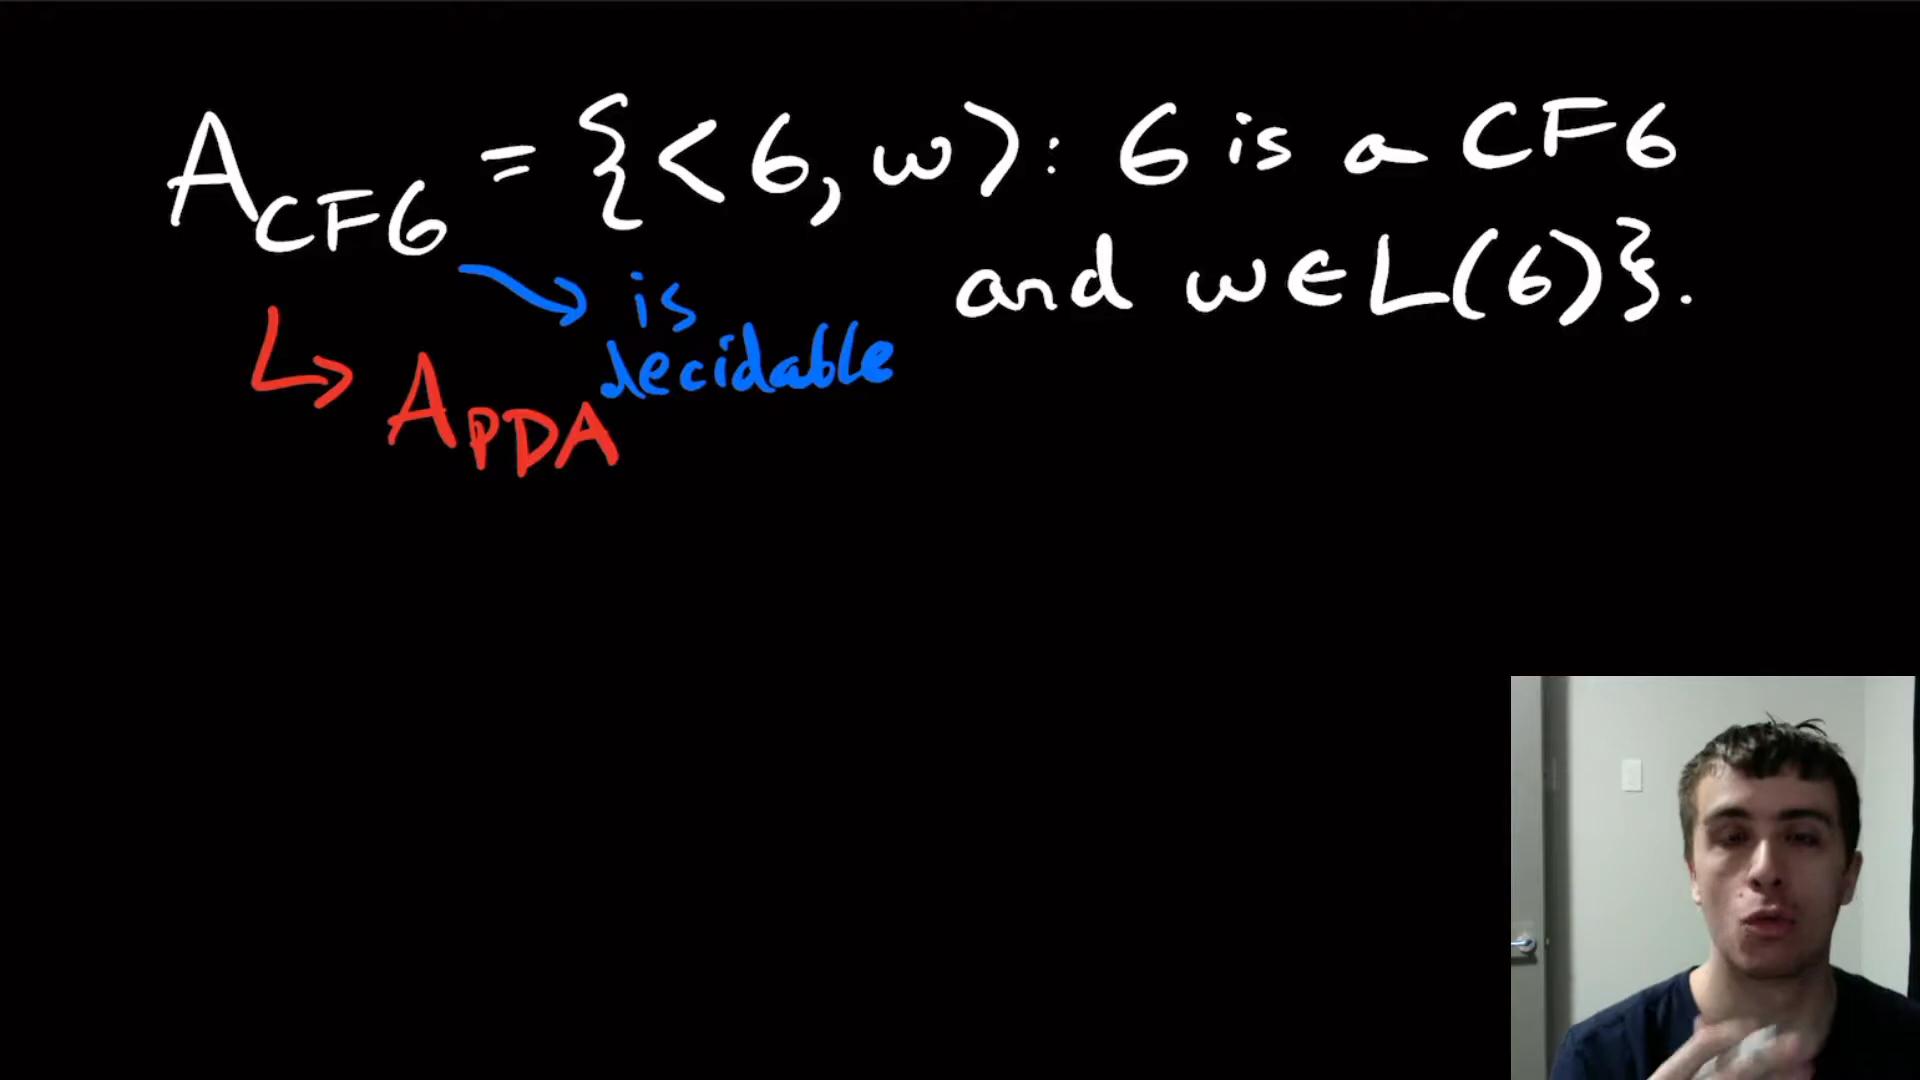 A_CFG = {<G, w>: G is a CFG
and w∈L(G)}.
→ is
decidable
↳ A_PDA